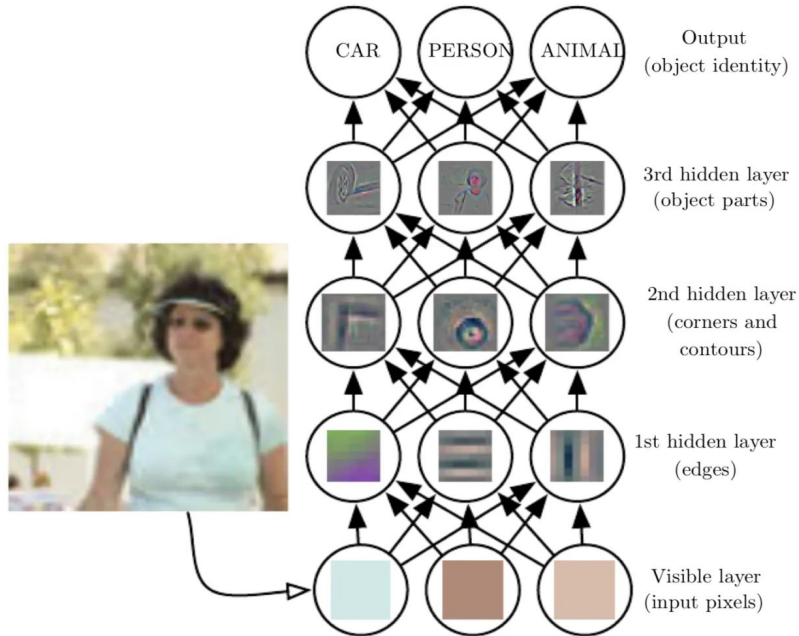 CAR
PERSON
ANIMAL
Output
(object identity)
3rd hidden layer
(object parts)
2nd hidden layer
(corners and
contours)
1st hidden layer
(edges)
Visible layer
(input pixels)